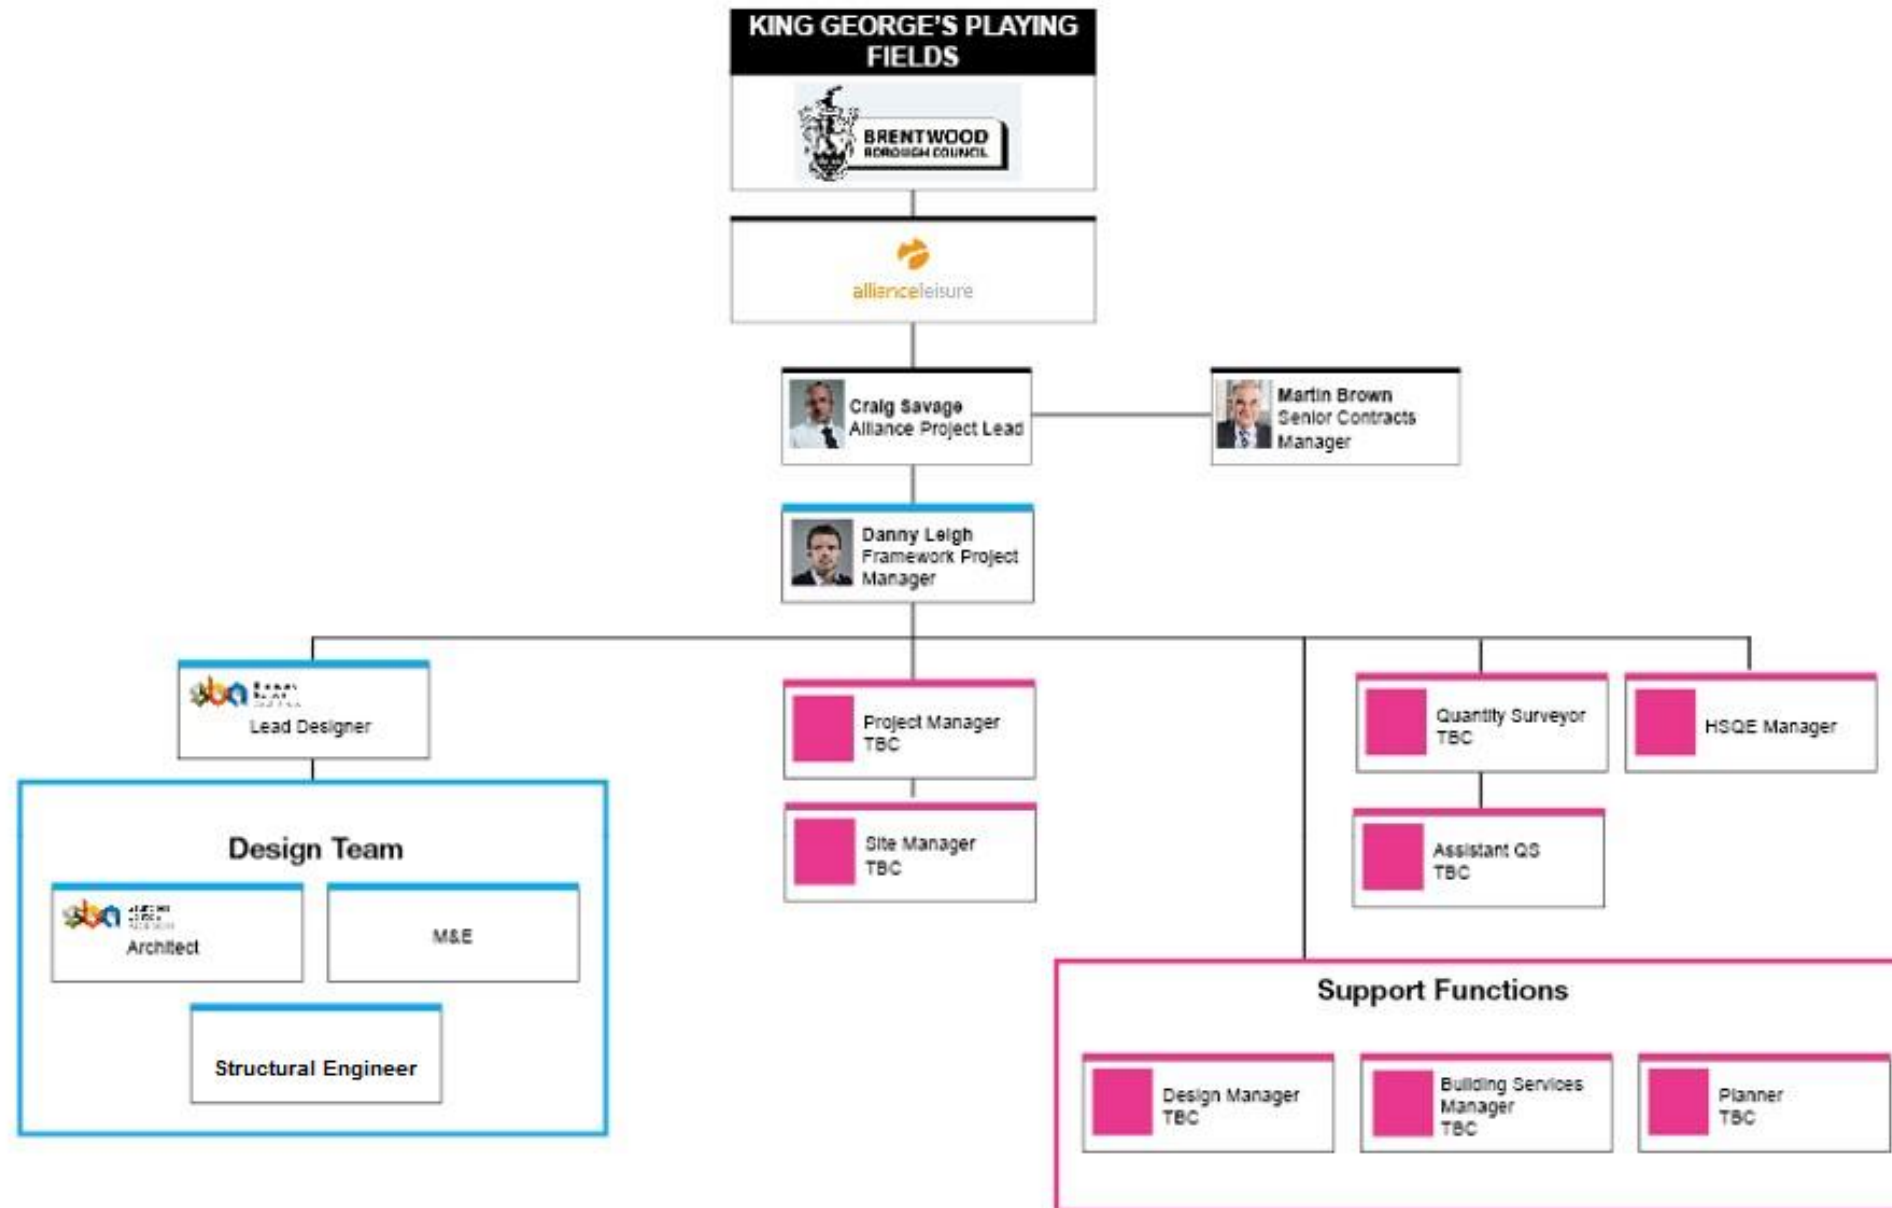 KING GEORGE'S PLAYING
FIELDS
BRENTWOOD
BOROUGH COUNCIL
allianceleisure
Craig Savage
Alliance Project Lead
Martin Brown
Senior Contracts
Manager
Danny Leigh
Framework Project
Manager
sba
Lead Designer
Project Manager
TBC
Quantity Surveyor
TBC
HSQE Manager
Design Team
sba
Architect
M&E
Structural Engineer
Site Manager
TBC
Assistant QS
TBC
Support Functions
Design Manager
TBC
Building Services
Manager
TBC
Planner
TBC